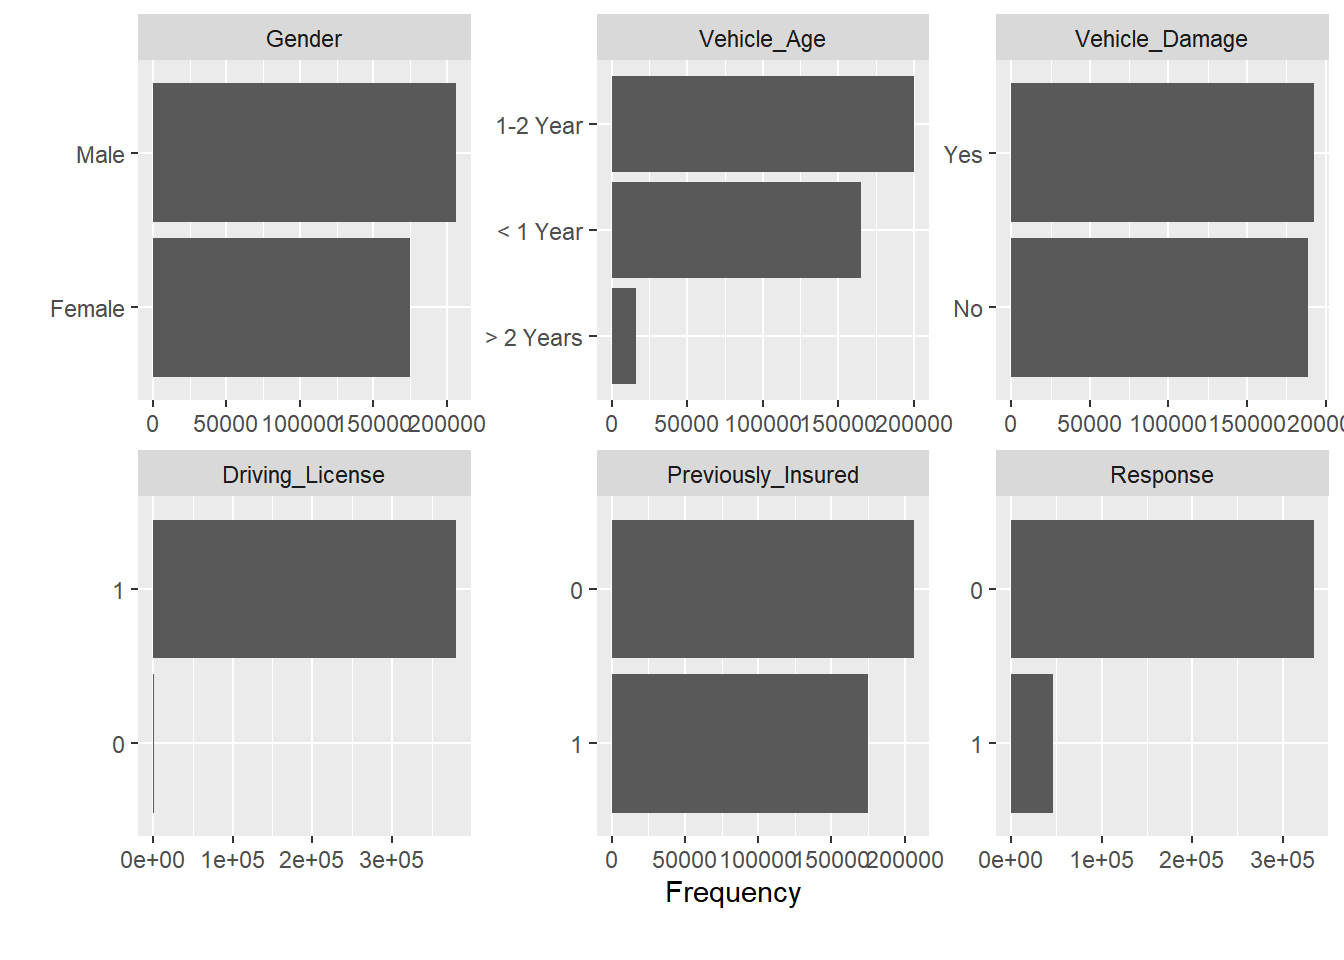 Gender
Male
Female
0 50000 100000 150000 200000
Vehicle_Age
1-2 Year
< 1 Year
> 2 Years
0 50000 100000 150000 200000
Vehicle_Damage
Yes
No
0 50000 100000 150000 20000
Driving_License
1
0
0e+00 1e+05 2e+05 3e+05
Previously_Insured
0
1
0 50000 100000 150000 200000
Response
0
1
0e+00 1e+05 2e+05 3e+05
Frequency